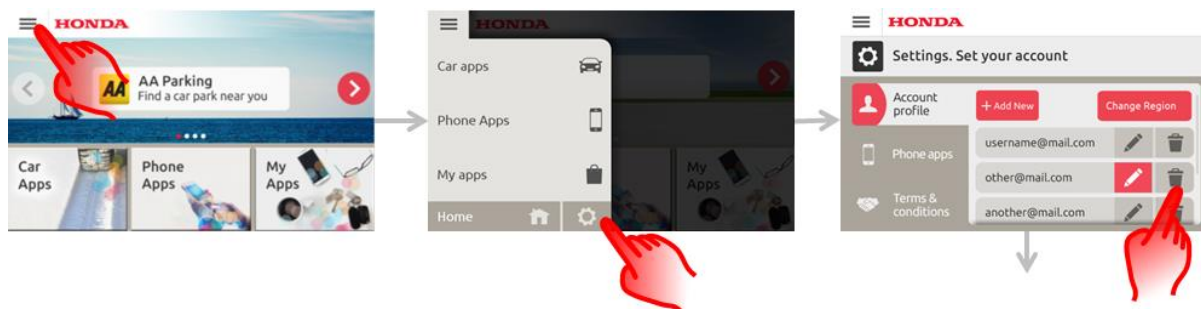 HONDA
AA
AA Parking
Find a car park near you
Car
Apps
Phone
Apps
My
Apps
HONDA
Car apps
Phone Apps
My apps
Home
My
Apps
HONDA
Settings. Set your account
Account
profile
+ Add New
Change Region
username@mail.com
Phone apps
other@mail.com
Terms &
conditions
another@mail.com